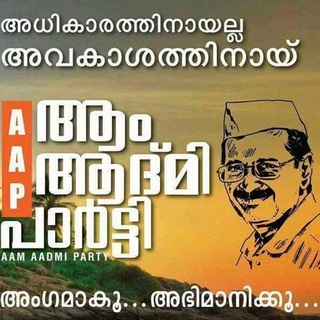 അധികാരത്തിനായല്ല
അവകാശത്തിനായ്
AAP
ആം
ആദ്മി
പാർട്ടി
AAM AADMI PARTY
അംഗമാകൂ...അഭിമാനിക്കൂ...